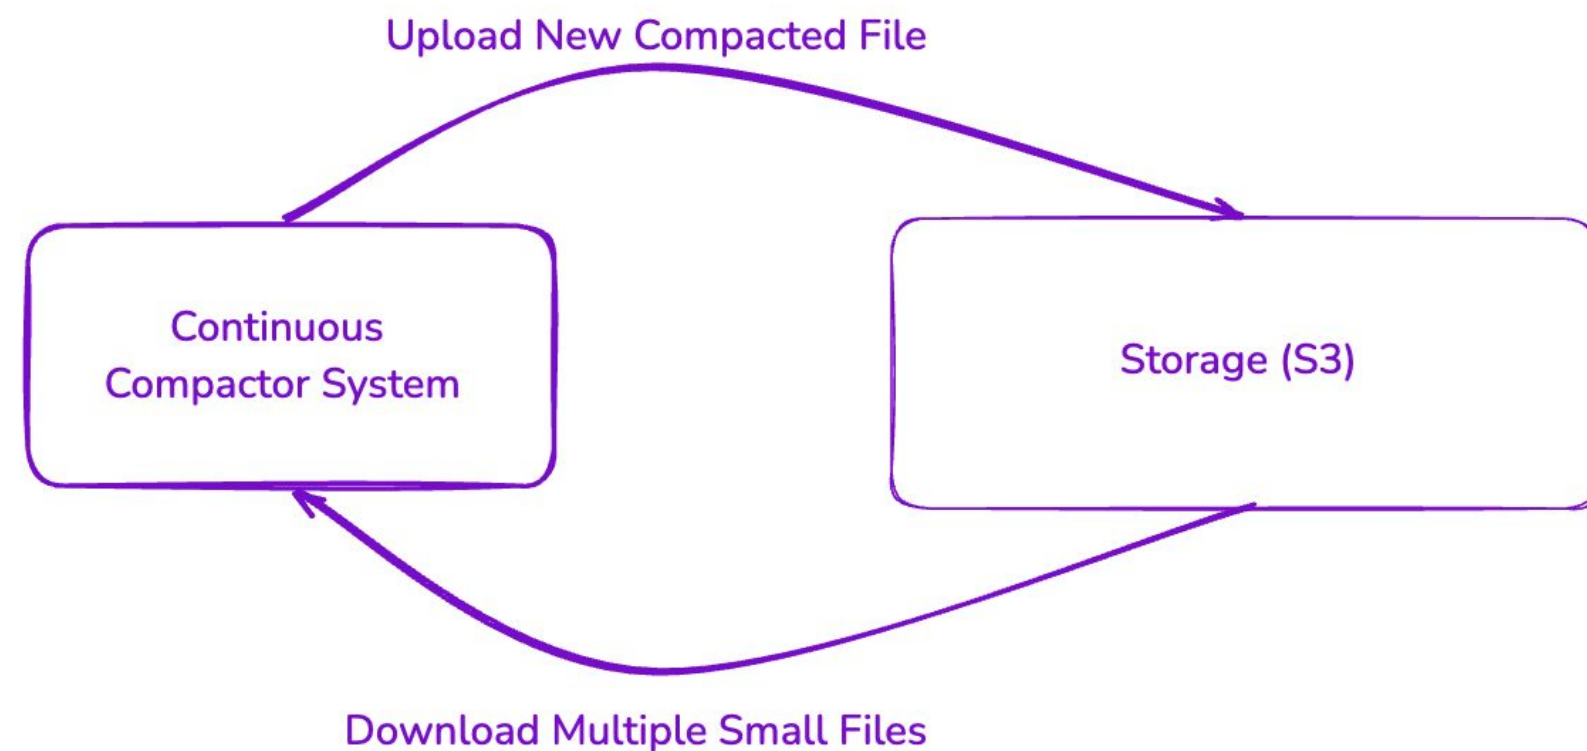 Upload New Compacted File
Continuous
Compactor System
Storage (S3)
Download Multiple Small Files